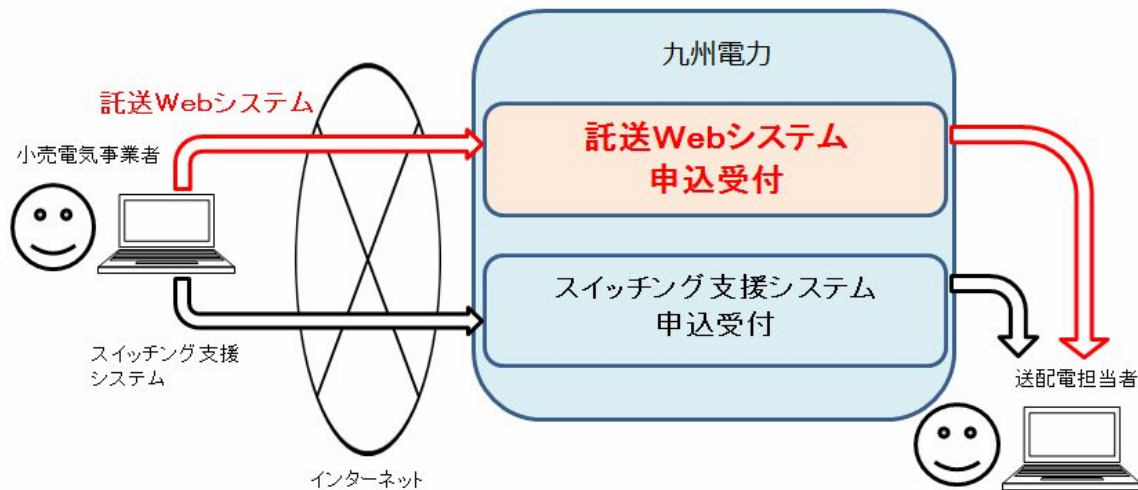 九州電力
託送Webシステム
小売電気事業者
託送Webシステム
申込受付
スイッチング支援システム
申込受付
スイッチング支援
システム
送配電担当者
インターネット